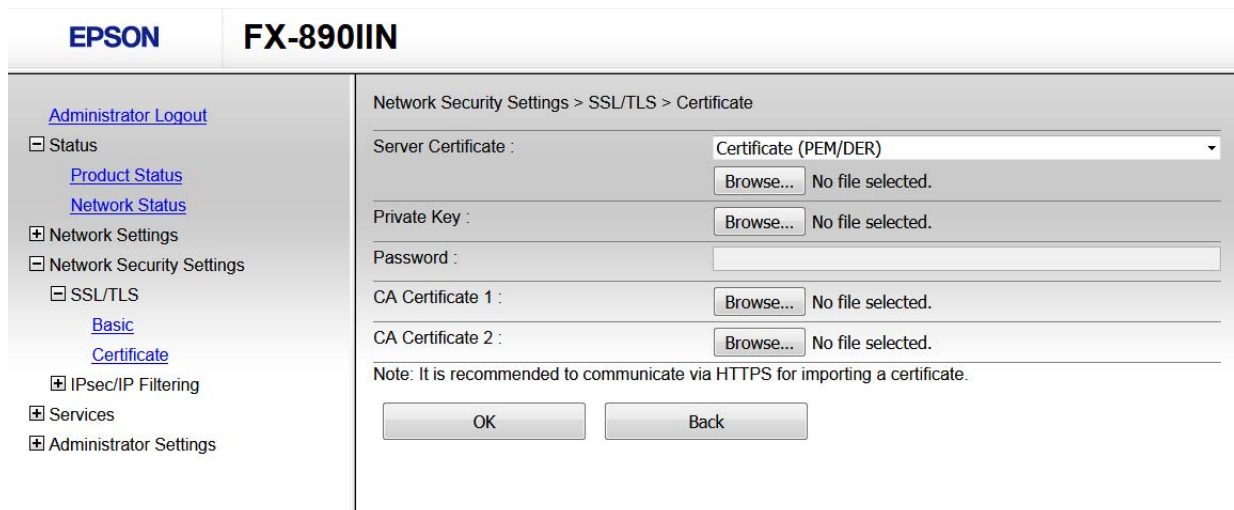 EPSON
FX-890IIN
Administrator Logout
Status
Product Status
Network Status
Network Settings
Network Security Settings
SSL/TLS
Basic
Certificate
IPsec/IP Filtering
Services
Administrator Settings
Network Security Settings > SSL/TLS > Certificate
Server Certificate : Certificate (PEM/DER)
Browse... No file selected.
Private Key : Browse... No file selected.
Password :
CA Certificate 1 : Browse... No file selected.
CA Certificate 2 : Browse... No file selected.
Note: It is recommended to communicate via HTTPS for importing a certificate.
OK Back